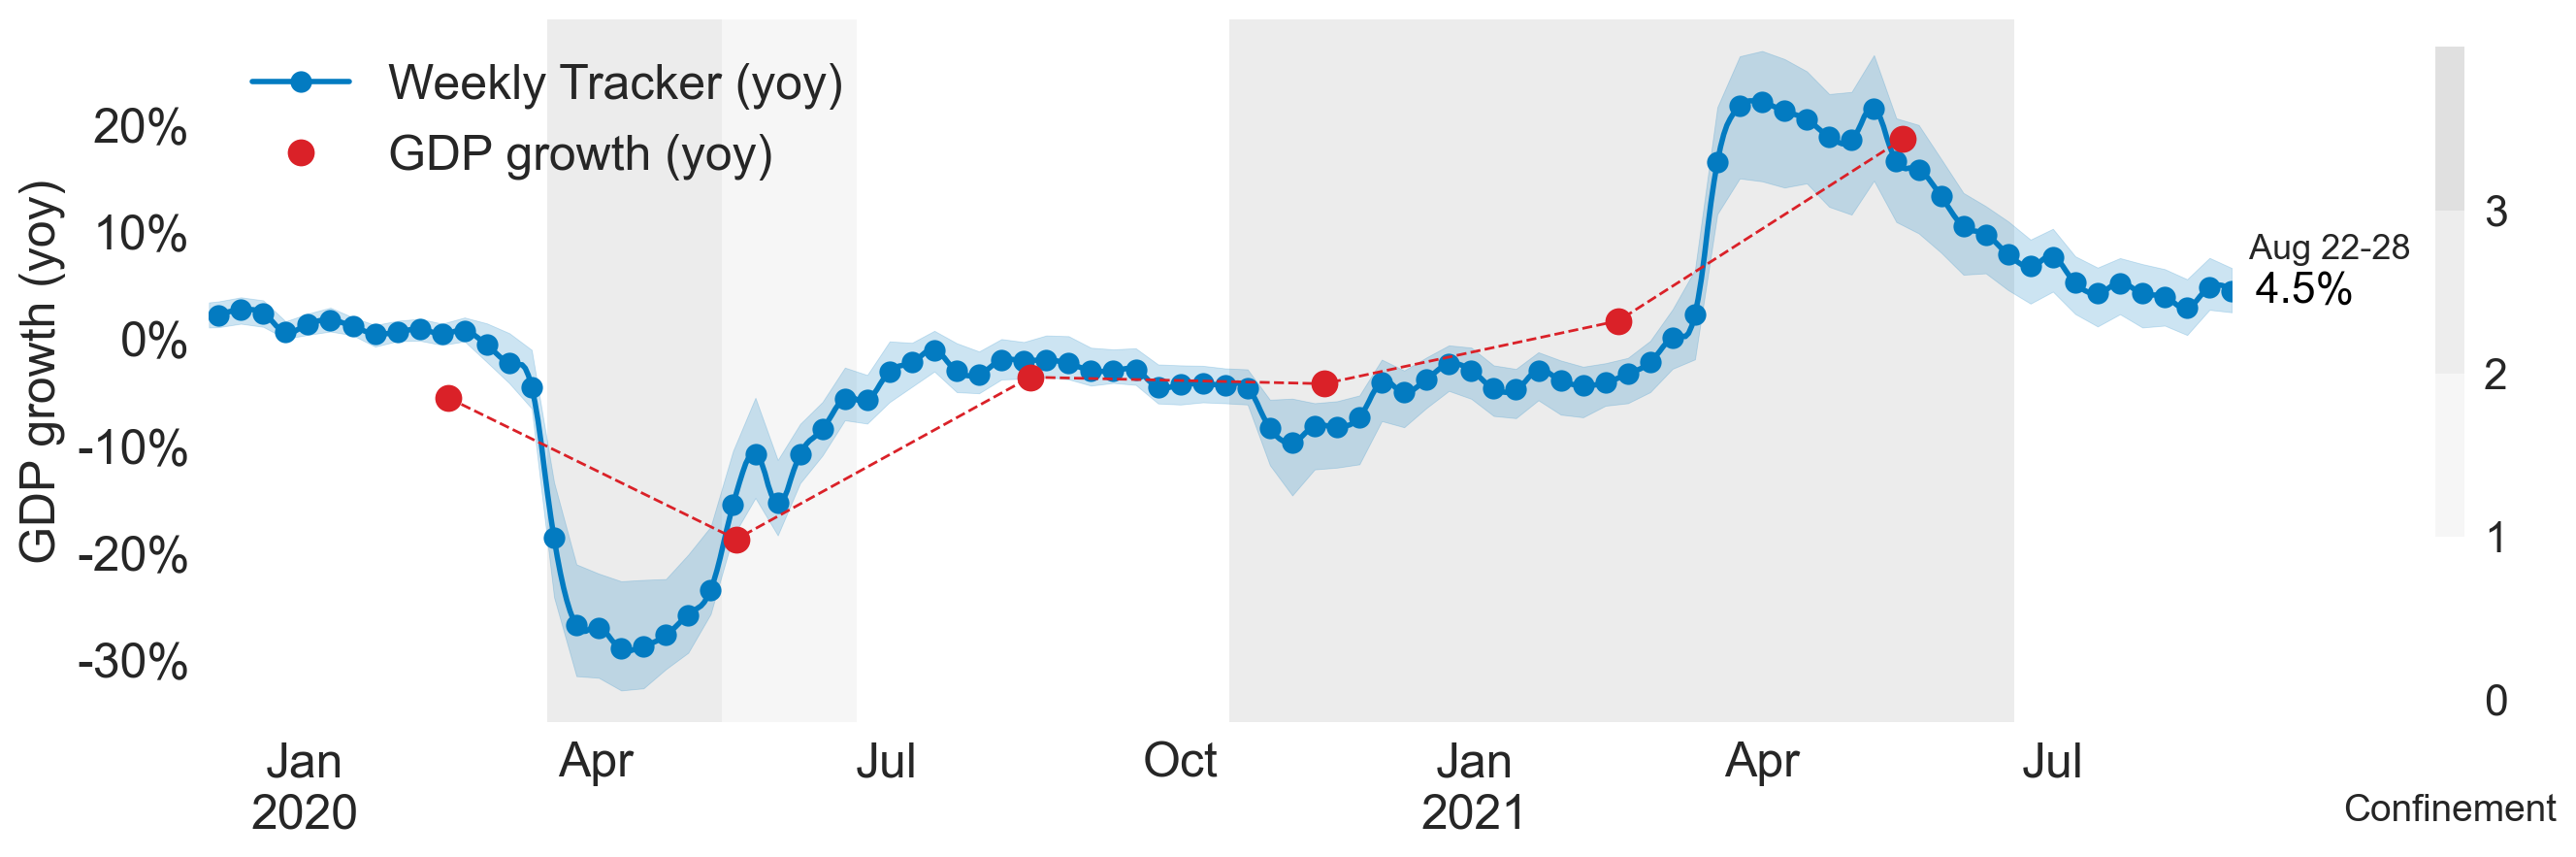 Weekly Tracker (yoy)
GDP growth (yoy)
GDP growth (yoy)
20%
10%
0%
-10%
-20%
-30%
Jan
2020
Apr
Jul
Oct
Jan
2021
Apr
Jul
Aug 22-28
4.5%
3
2
1
0
Confinement